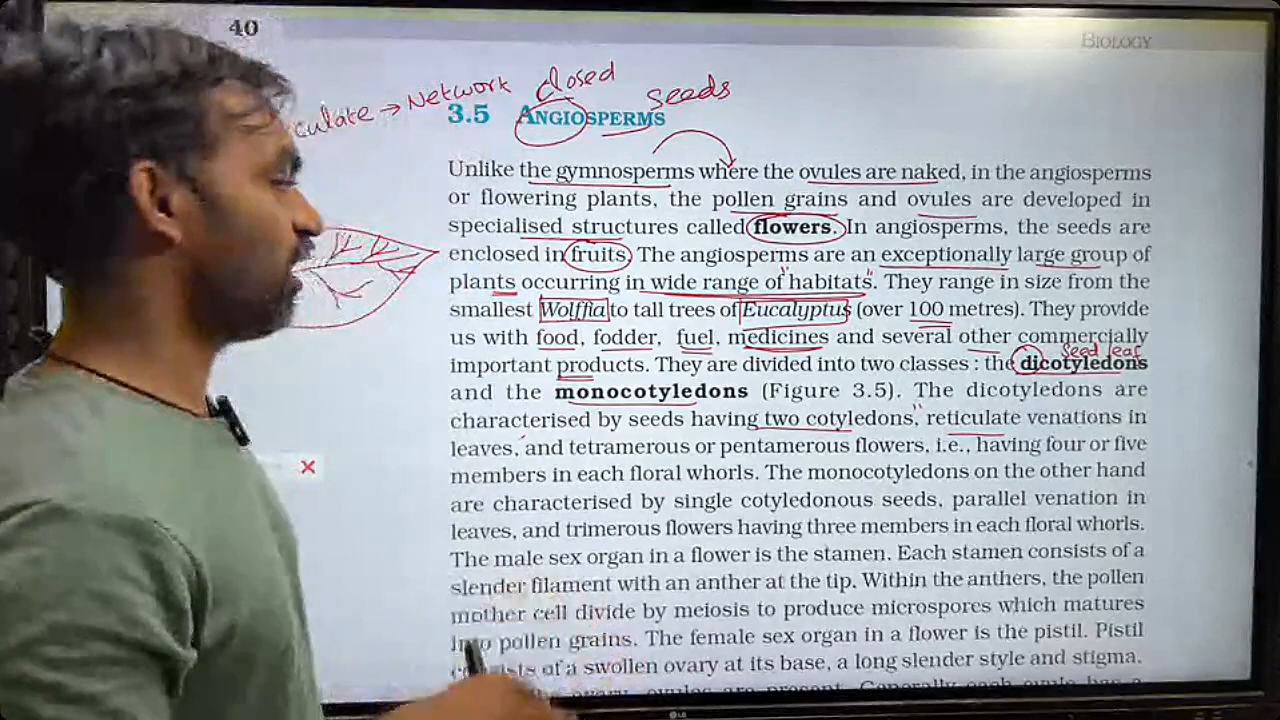 40
BIOLOGY
culate → Network closed
seeds
3.5 ANGIOSPERMS
Unlike the gymnosperms where the ovules are naked, in the angiosperms
or flowering plants, the pollen grains and ovules are developed in
specialised structures called flowers. In angiosperms, the seeds are
enclosed in fruits. The angiosperms are an exceptionally large group of
plants occurring in wide range of habitats. They range in size from the
smallest Wolffia to tall trees of Eucalyptus (over 100 metres). They provide
us with food, fodder, fuel, medicines and several other commercially
seed leaf
important products. They are divided into two classes : the dicotyledons
and the monocotyledons (Figure 3.5). The dicotyledons are
characterised by seeds having two cotyledons, reticulate venations in
leaves, and tetramerous or pentamerous flowers, i.e., having four or five
members in each floral whorls. The monocotyledons on the other hand
are characterised by single cotyledonous seeds, parallel venation in
leaves, and trimerous flowers having three members in each floral whorls.
The male sex organ in a flower is the stamen. Each stamen consists of a
slender filament with an anther at the tip. Within the anthers, the pollen
mother cell divide by meiosis to produce microspores which matures
into pollen grains. The female sex organ in a flower is the pistil. Pistil
consists of a swollen ovary at its base, a long slender style and stigma.
ovary, ovules are present. Generally each ovule has a
LG